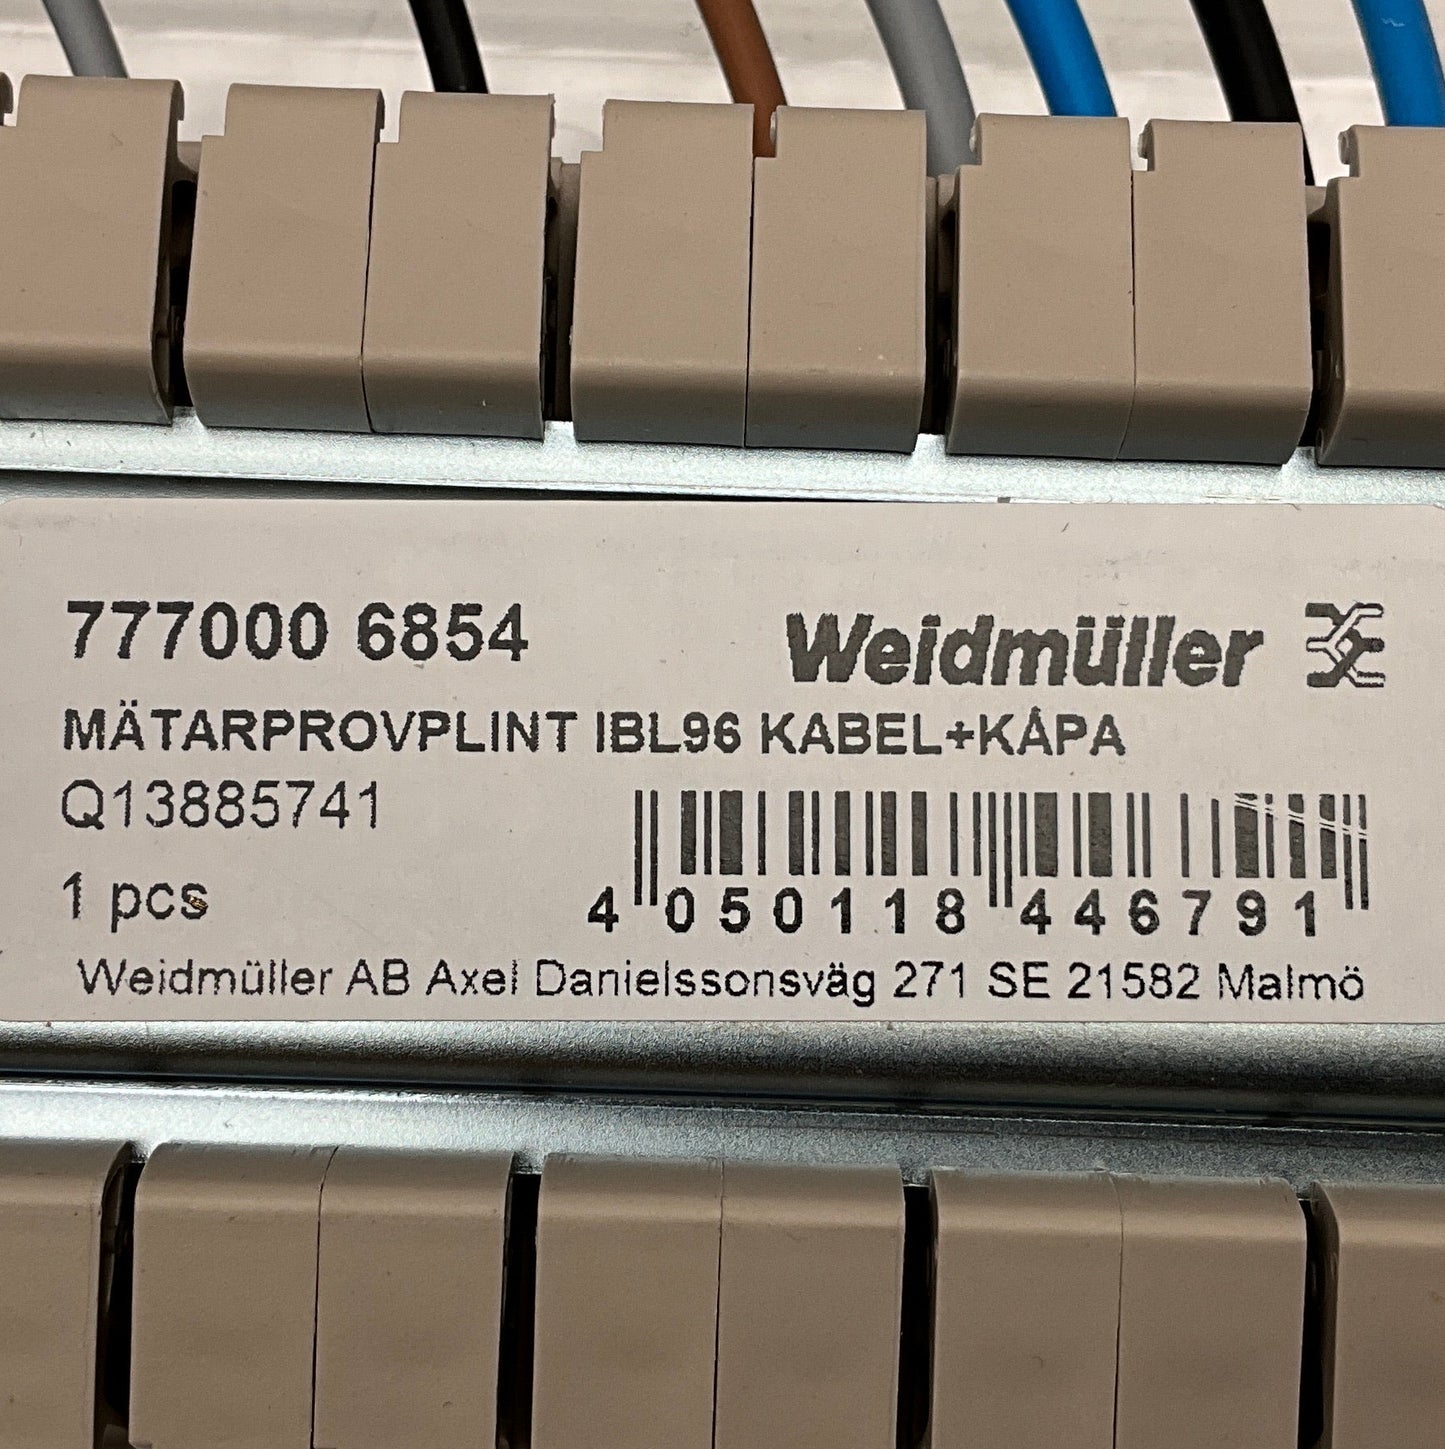 777000 6854
Weidmüller
MÄTARPROVPLINT IBL96 KABEL+KÅPA
Q13885741
1 pcs
4 050118 446791
Weidmüller AB Axel Danielssonsväg 271 SE 21582 Malmö